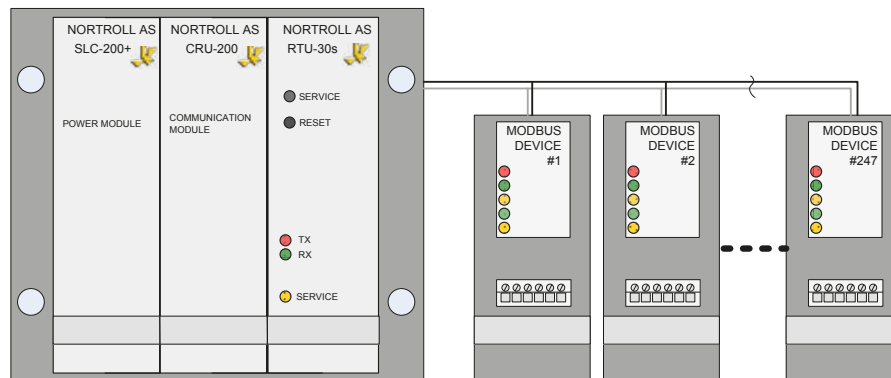 NORTROLL AS
SLC-200+
POWER MODULE
NORTROLL AS
CRU-200
COMMUNICATION
MODULE
NORTROLL AS
RTU-30s
SERVICE
RESET
TX
RX
SERVICE
MODBUS
DEVICE
#1
MODBUS
DEVICE
#2
MODBUS
DEVICE
#247